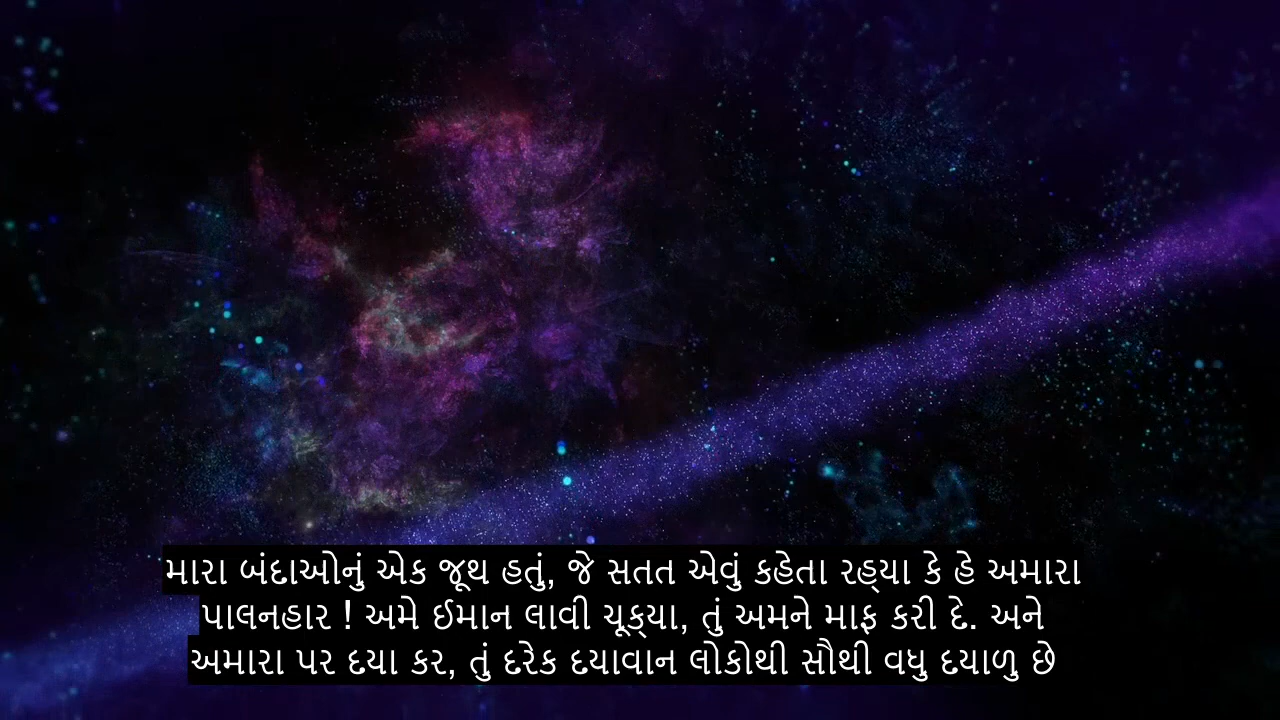 મારા બંદાઓનું એક જૂથ હતું, જે સતત એવું કહેતા રહ્યા કે હે અમારા
પાલનહાર ! અમે ઈમાન લાવી ચૂક્યા, તું અમને માફ કરી દે. અને
અમારા પર દયા કર, તું દરેક દયાવાન લોકોથી સૌથી વધુ દયાળુ છે